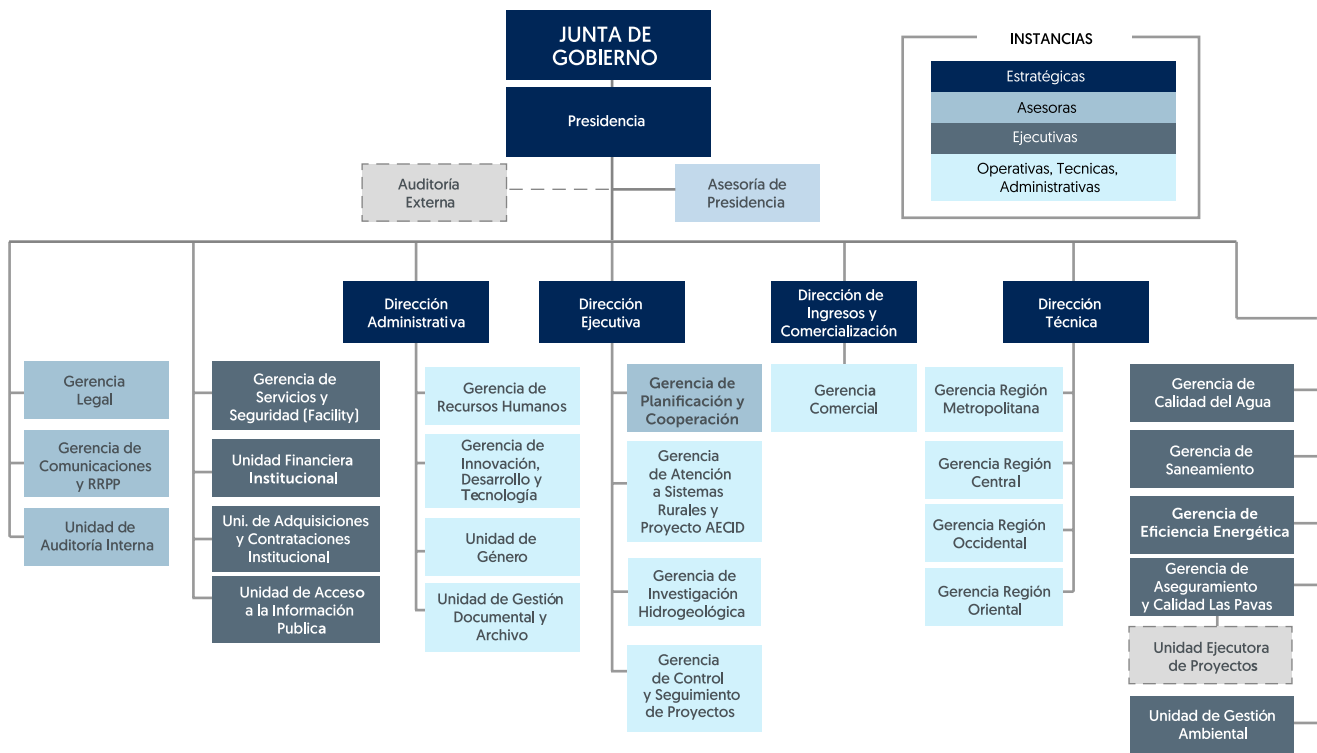 JUNTA DE
GOBIERNO
Presidencia
INSTANCIAS
Estratégicas
Asesoras
Ejecutivas
Operativas, Tecnicas,
Administrativas
Auditoría
Externa
Asesoría de
Presidencia
Dirección
Administrativa
Dirección
Ejecutiva
Dirección de
Ingresos y
Comercialización
Dirección
Técnica
Gerencia
Legal
Gerencia de
Comunicaciones
y RRPP
Unidad de
Auditoría Interna
Gerencia de
Servicios y
Seguridad (Facility)
Unidad Financiera
Institucional
Uni. de Adquisiciones
y Contrataciones
Institucional
Unidad de Acceso
a la Información
Publica
Gerencia de
Recursos Humanos
Gerencia de
Innovación,
Desarrollo y
Tecnología
Unidad de
Género
Unidad de Gestión
Documental y
Archivo
Gerencia de
Planificación y
Cooperación
Gerencia
de Atención
a Sistemas
Rurales y
Proyecto AECID
Gerencia de
Investigación
Hidrogeológica
Gerencia
de Control
y Seguimiento
de Proyectos
Gerencia
Comercial
Gerencia Región
Metropolitana
Gerencia Región
Central
Gerencia Región
Occidental
Gerencia Región
Oriental
Gerencia de
Calidad del Agua
Gerencia de
Saneamiento
Gerencia de
Eficiencia Energética
Gerencia de
Aseguramiento
y Calidad Las Pavas
Unidad Ejecutora
de Proyectos
Unidad de Gestión
Ambiental